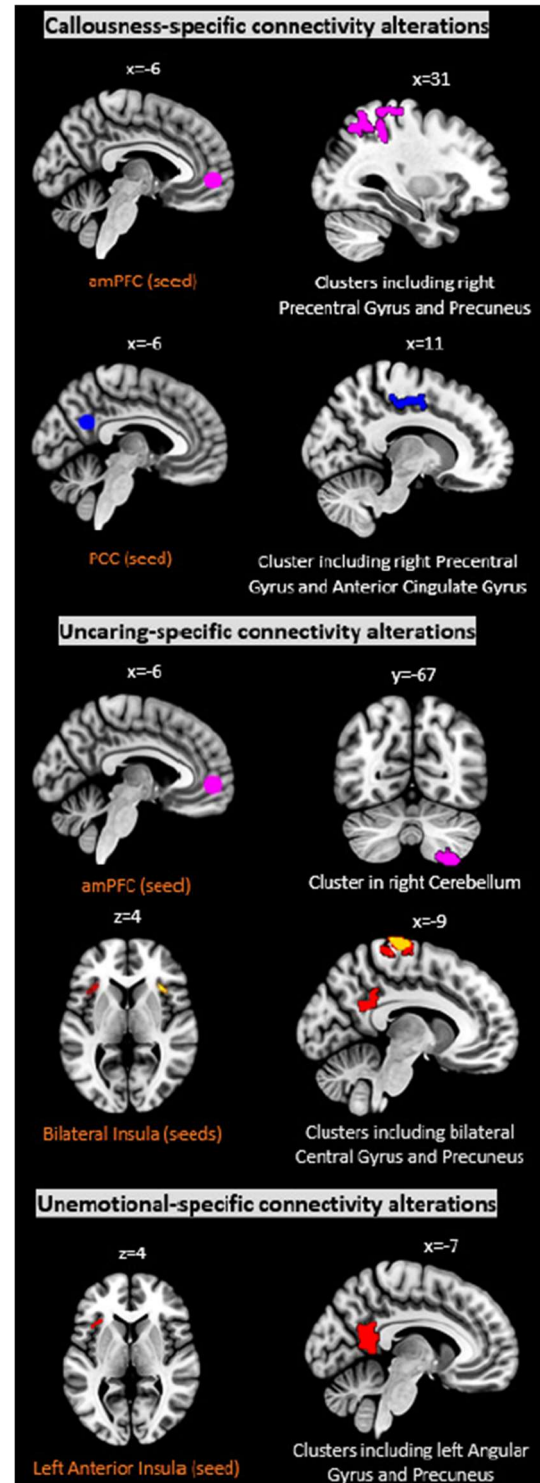 Callousness-specific connectivity alterations
x=-6
x=31
amPFC (seed)
Clusters including right
Precentral Gyrus and Precuneus
x=-6
x=11
PCC (seed)
Cluster including right Precentral
Gyrus and Anterior Cingulate Gyrus
Uncaring-specific connectivity alterations
x=-6
y=-67
amPFC (seed)
Cluster in right Cerebellum
z=4
x=-9
Bilateral Insula (seeds)
Clusters including bilateral
Central Gyrus and Precuneus
Unemotional-specific connectivity alterations
z=4
x=-7
Left Anterior Insula (seed)
Clusters including left Angular
Gyrus and Precuneus